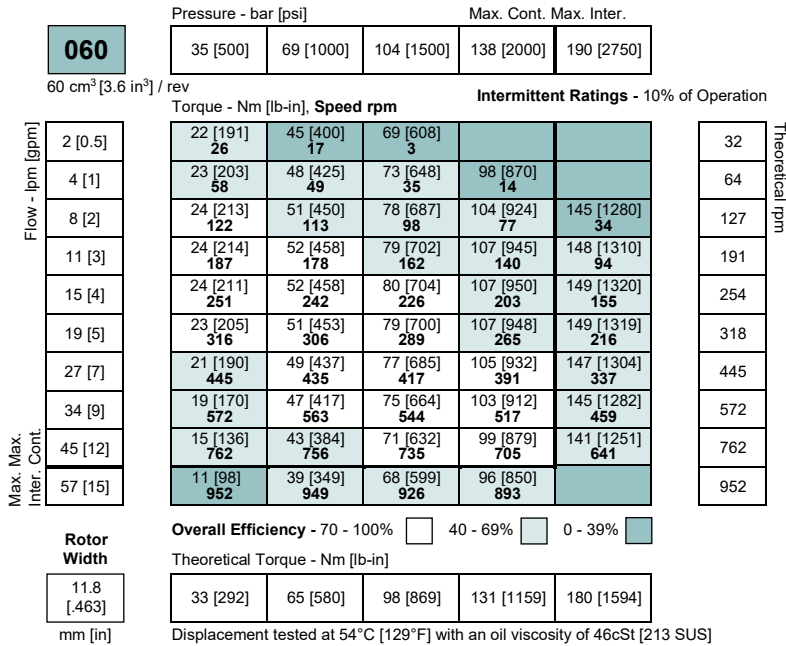 Pressure - bar [psi] Max. Cont. Max. Inter.
060 35 [500] 69 [1000] 104 [1500] 138 [2000] 190 [2750]
60 cm³ [3.6 in³] / rev
Intermittent Ratings - 10% of Operation
Torque - Nm [lb-in], Speed rpm
Flow - lpm [gpm]
Theoretical rpm
2 [0.5] 22 [191] 45 [400] 69 [608] 32
26 17 3
4 [1] 23 [203] 48 [425] 73 [648] 98 [870] 64
58 49 35 14
8 [2] 24 [213] 51 [450] 78 [687] 104 [924] 145 [1280] 127
122 113 98 77 34
11 [3] 24 [214] 52 [458] 79 [702] 107 [945] 148 [1310] 191
187 178 162 140 94
15 [4] 24 [211] 52 [458] 80 [704] 107 [950] 149 [1320] 254
251 242 226 203 155
19 [5] 23 [205] 51 [453] 79 [700] 107 [948] 149 [1319] 318
316 306 289 265 216
27 [7] 21 [190] 49 [437] 77 [685] 105 [932] 147 [1304] 445
445 435 417 391 337
34 [9] 19 [170] 47 [417] 75 [664] 103 [912] 145 [1282] 572
572 563 544 517 459
Max. Cont.
45 [12] 15 [136] 43 [384] 71 [632] 99 [879] 141 [1251] 762
762 756 735 705 641
Max. Inter.
57 [15] 11 [98] 39 [349] 68 [599] 96 [850] 952
952 949 926 893
Overall Efficiency - 70 - 100% 40 - 69% 0 - 39%
Rotor
Width
Theoretical Torque - Nm [lb-in]
11.8
[.463]
33 [292] 65 [580] 98 [869] 131 [1159] 180 [1594]
mm [in]
Displacement tested at 54°C [129°F] with an oil viscosity of 46cSt [213 SUS]